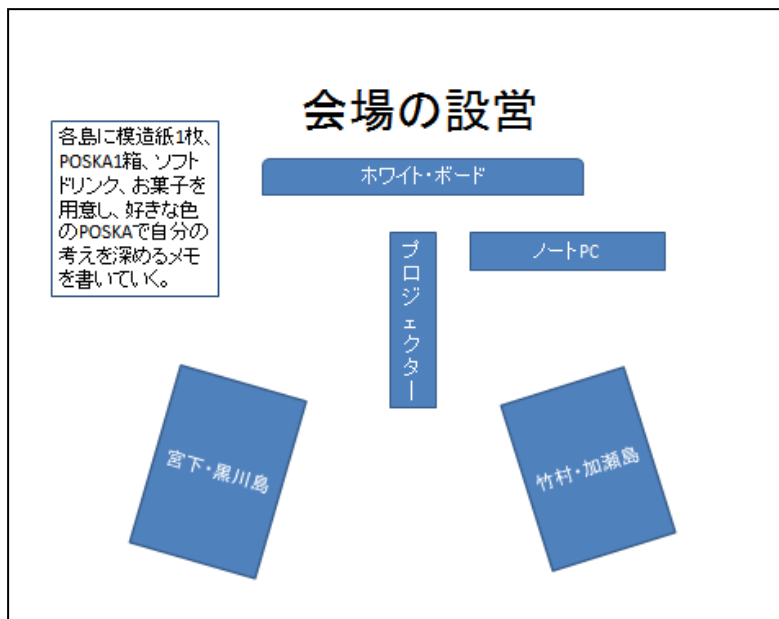 会場の設営
各島に模造紙1枚、
POSKA1箱、ソフト
ドリンク、お菓子を
用意し、好きな色
のPOSKAで自分の
考えを深めるメモ
を書いていく。
ホワイト・ボード
プロジェクター
ノートPC
宮下・黒川島
竹村・加瀬島